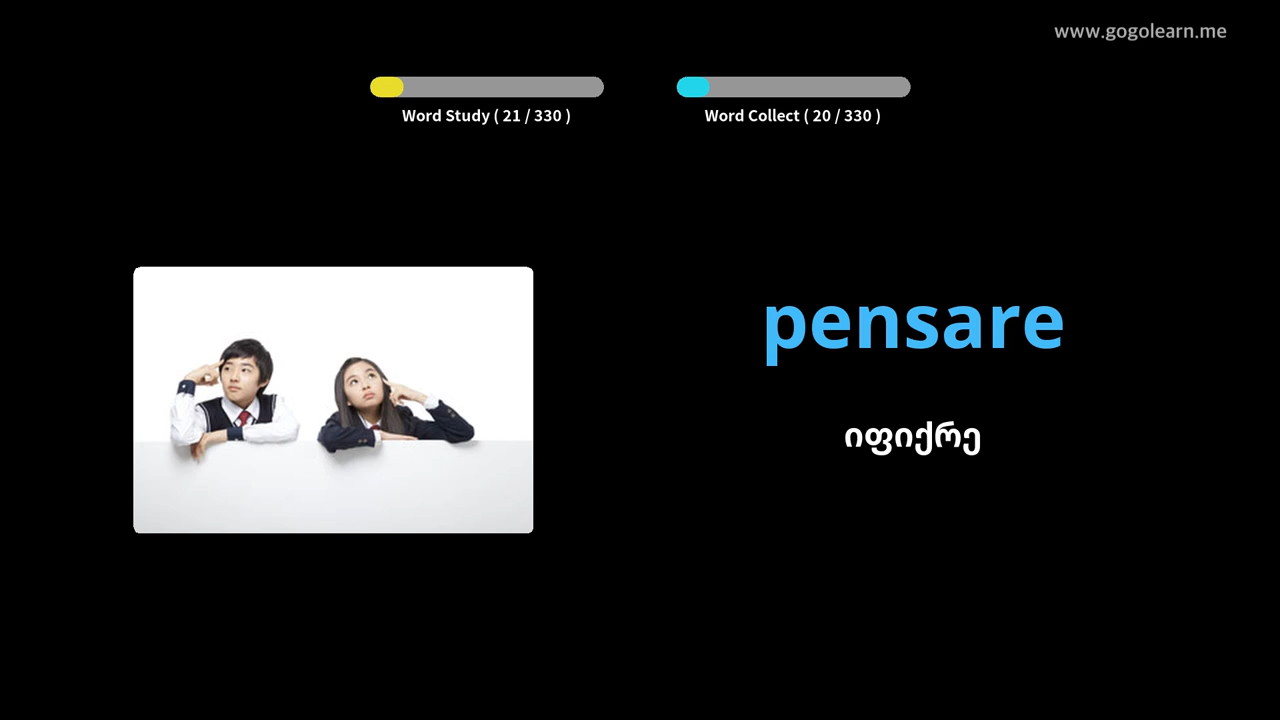 www.gogolearn.me
Word Study ( 21 / 330 )
Word Collect ( 20 / 330 )
pensare
იფიქრე